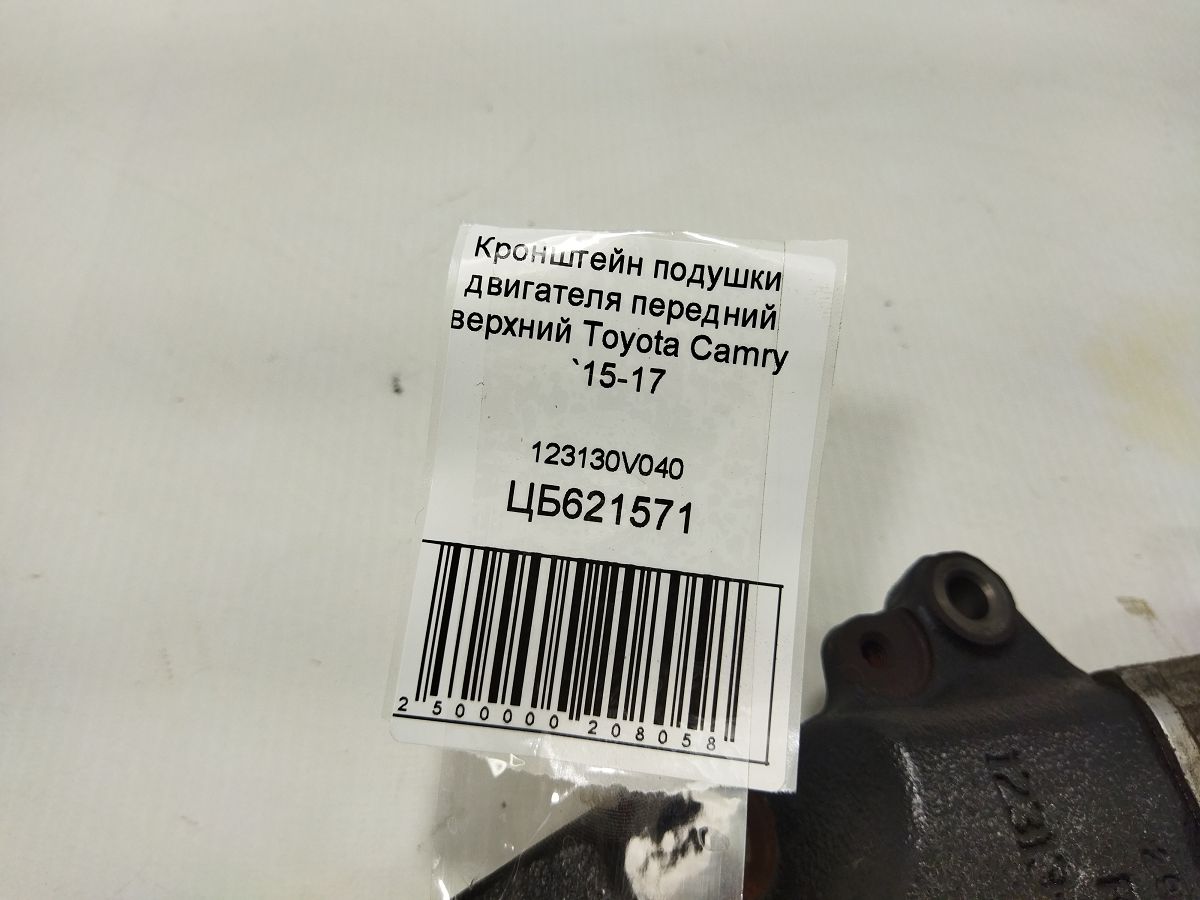 Кронштейн подушки
двигателя передний
верхний Toyota Camry
`15-17
123130V040
ЦБ621571
2 500000 208058